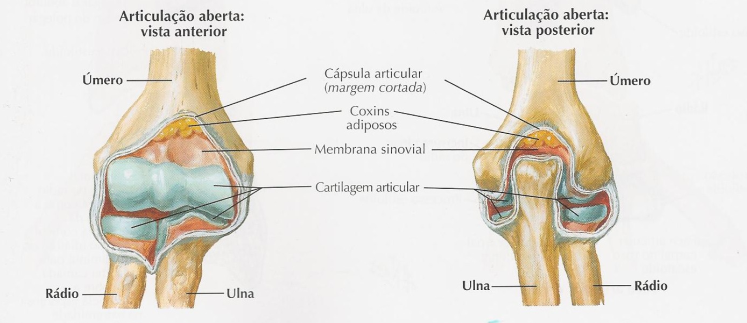 Articulação aberta:
vista anterior
Articulação aberta:
vista posterior
Úmero
Cápsula articular
(margem cortada)
Úmero
Coxins
adiposos
Membrana sinovial
Cartilagem articular
Rádio
Ulna
Ulna
Rádio